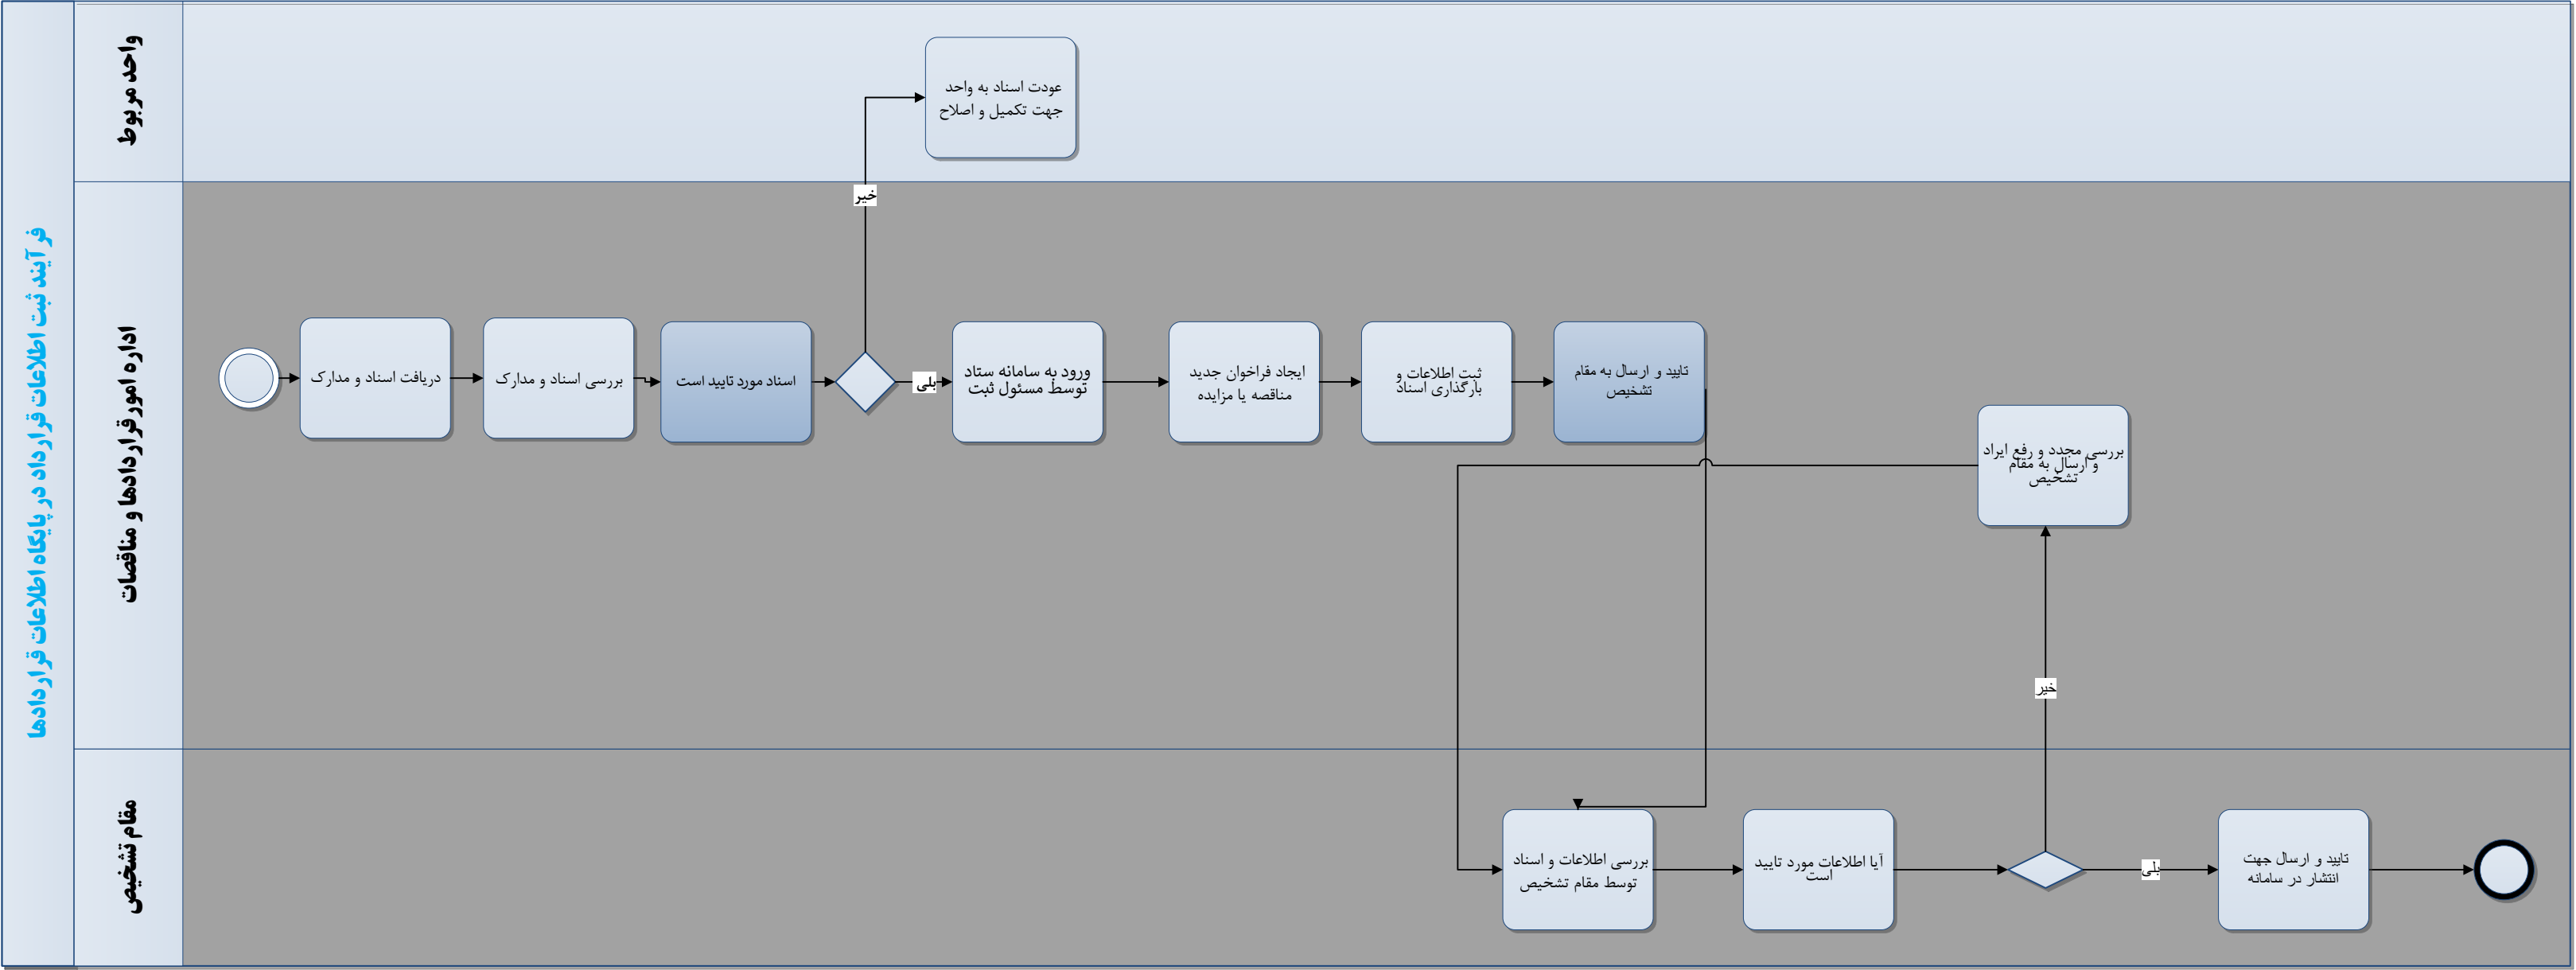 فرآیند ثبت اطلاعات قرارداد در پایگاه اطلاعات قراردادها
واحد مربوط
عودت اسناد به واحد
جهت تکمیل و اصلاح
خیر
اداره امورقراردادها و مناقصات
دریافت اسناد و مدارک
بررسی اسناد و مدارک
اسناد مورد تایید است
بلی
ورود به سامانه ستاد
توسط مسئول ثبت
ایجاد فراخوان جدید
مناقصه یا مزایده
ثبت اطلاعات و
بارگذاری اسناد
تایید و ارسال به مقام
تشخیص
بررسی مجدد و رفع ایراد
و ارسال به مقام
تشخیص
خیر
مقام تشخیص
بررسی اطلاعات و اسناد
توسط مقام تشخیص
آیا اطلاعات مورد تایید
است
بلی
تایید و ارسال جهت
انتشار در سامانه